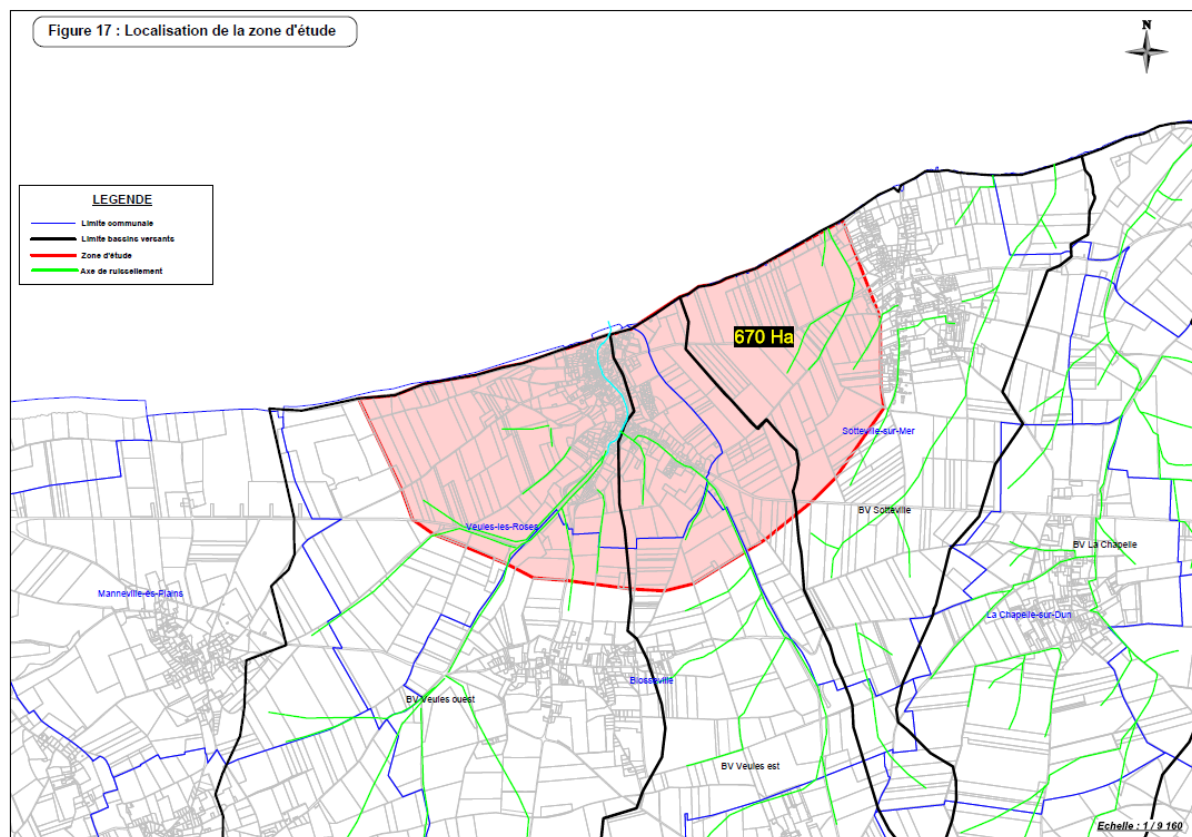 Figure 17 : Localisation de la zone d'étude
N
LEGENDE
Limite communale
Limite bassins versants
Zone d'étude
Axe de ruissellement
670 Ha
Sotteville-sur-Mer
BV Sotteville
Veules-les-Roses
BV La Chapelle
Manneville-ès-Plains
La Chapelle-sur-Dun
Blosseville
BV Veules ouest
BV Veules est
Echelle : 1 / 9 160